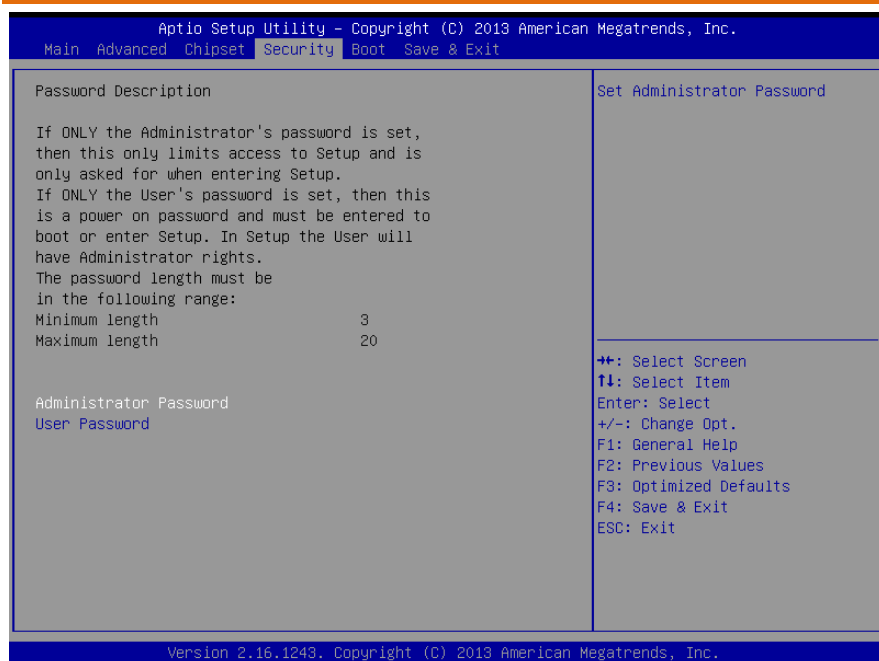 Aptio Setup Utility – Copyright (C) 2013 American Megatrends, Inc.
Main Advanced Chipset Security Boot Save & Exit
Password Description
If ONLY the Administrator's password is set,
then this only limits access to Setup and is
only asked for when entering Setup.
If ONLY the User's password is set, then this
is a power on password and must be entered to
boot or enter Setup. In Setup the User will
have Administrator rights.
The password length must be
in the following range:
Minimum length 3
Maximum length 20
Administrator Password
User Password
Set Administrator Password
→←: Select Screen
↑↓: Select Item
Enter: Select
+/-: Change Opt.
F1: General Help
F2: Previous Values
F3: Optimized Defaults
F4: Save & Exit
ESC: Exit
Version 2.16.1243. Copyright (C) 2013 American Megatrends, Inc.